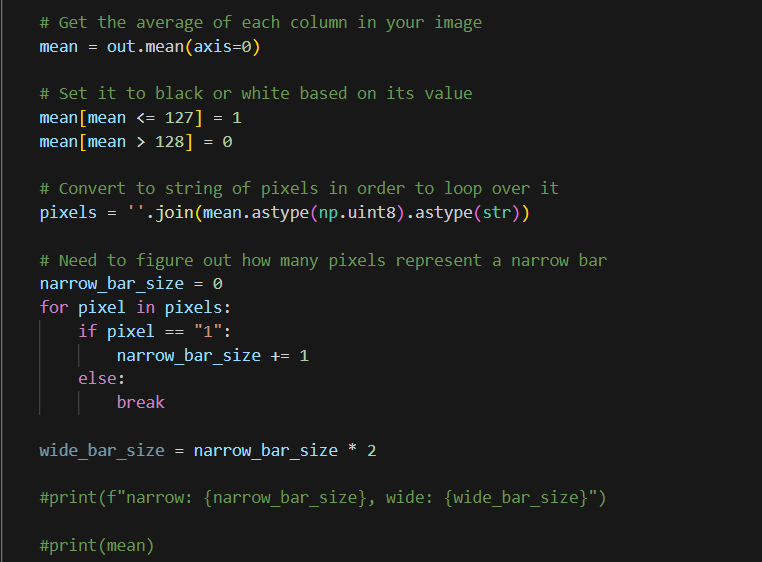 # Get the average of each column in your image
mean = out.mean(axis=0)
# Set it to black or white based on its value
mean[mean <= 127] = 1
mean[mean > 128] = 0
# Convert to string of pixels in order to loop over it
pixels = ''.join(mean.astype(np.uint8).astype(str))
# Need to figure out how many pixels represent a narrow bar
narrow_bar_size = 0
for pixel in pixels:
    if pixel == "1":
        narrow_bar_size += 1
    else:
        break
wide_bar_size = narrow_bar_size * 2
#print(f"narrow: {narrow_bar_size}, wide: {wide_bar_size}")
#print(mean)